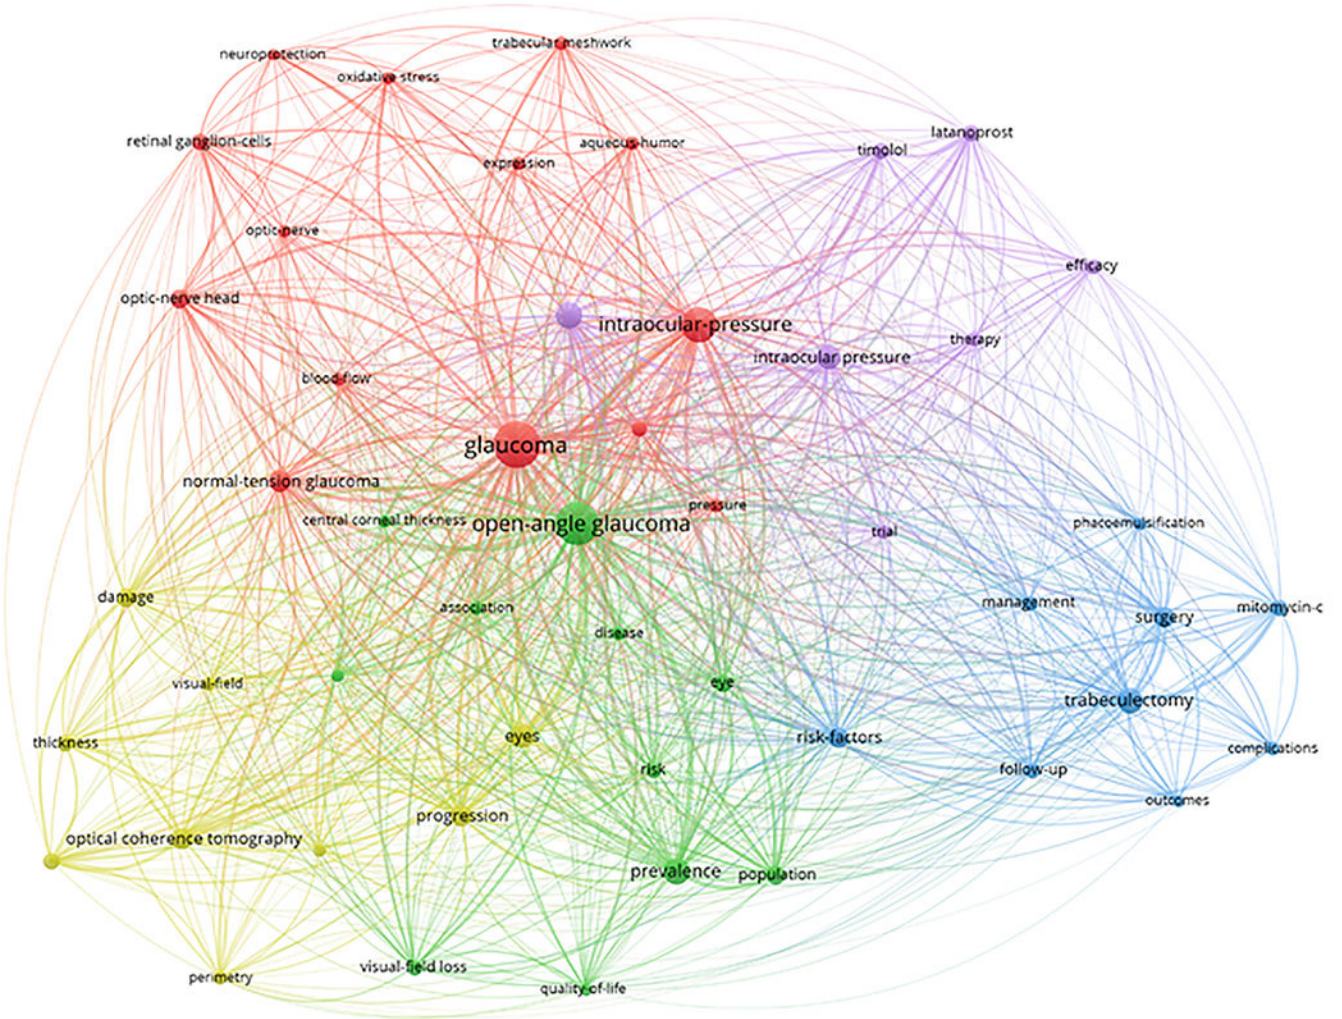 trabecular meshwork
neuroprotection
oxidative stress
latanoprost
retinal ganglion-cells
aqueous-humor
timolol
expression
optic-nerve
efficacy
optic-nerve head
intraocular-pressure
therapy
intraocular pressure
blood-flow
glaucoma
normal-tension glaucoma
pressure
central corneal thickness
open-angle glaucoma
phacoemulsification
trial
damage
management
association
mitomycin-c
surgery
disease
visual-field
eye
trabeculectomy
thickness
eyes
risk-factors
complications
risk
follow-up
outcomes
progression
optical coherence tomography
prevalence
population
visual-field loss
perimetry
quality-of-life